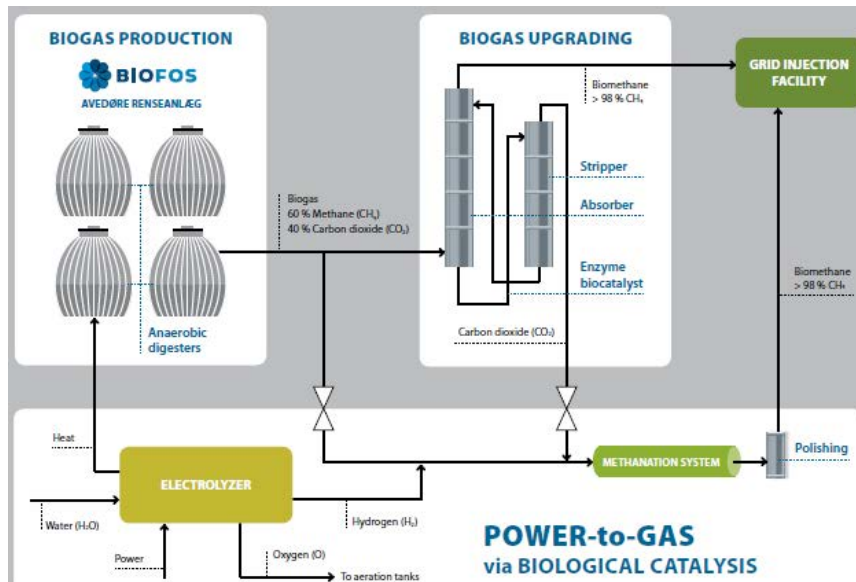 BIOGAS PRODUCTION
BIOFOS
AVEDØRE RENSEANLÆG
Anaerobic
digesters
Biogas
60 % Methane (CH₄)
40 % Carbon dioxide (CO₂)
BIOGAS UPGRADING
Biomethane
> 98 % CH₄
Stripper
Absorber
Enzyme
biocatalyst
Carbon dioxide (CO₂)
GRID INJECTION
FACILITY
Biomethane
> 98 % CH₄
Heat
ELECTROLYZER
Water (H₂O)
Power
Hydrogen (H₂)
Oxygen (O)
To aeration tanks
METHANATION SYSTEM
Polishing
POWER-to-GAS
via BIOLOGICAL CATALYSIS